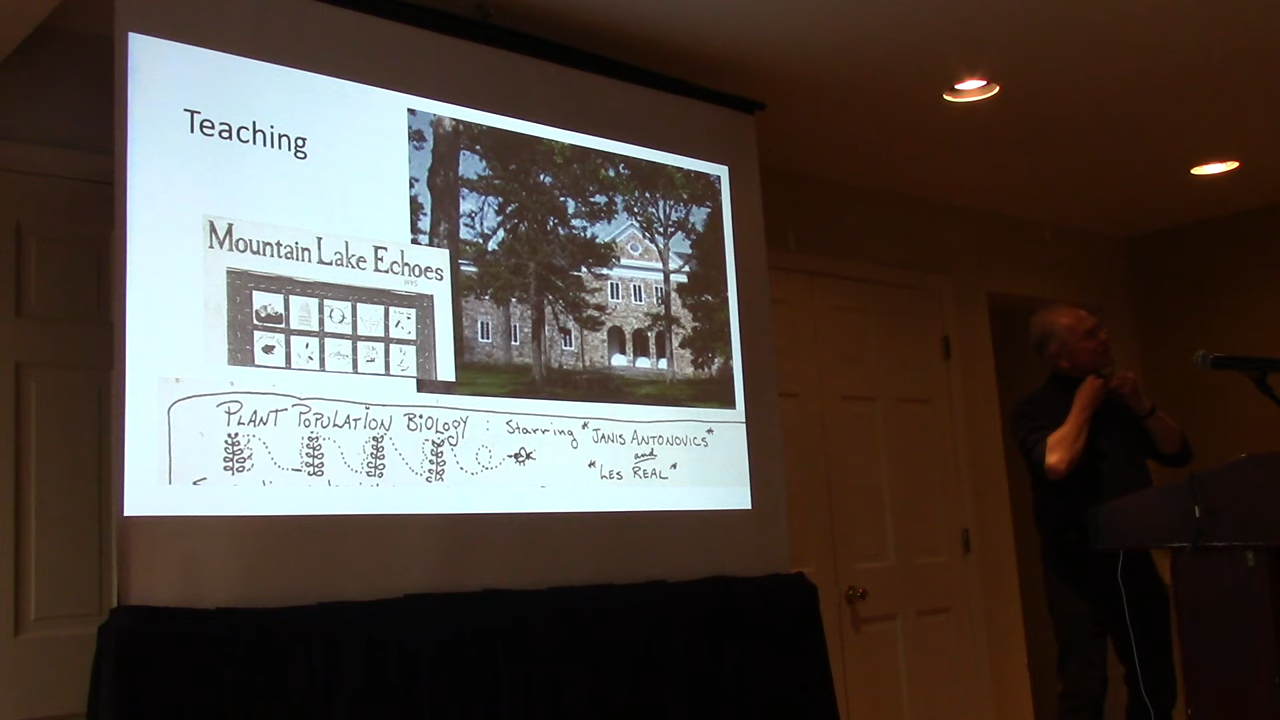 Teaching
Mountain Lake Echoes
Plant Population Biology : Starring "Janis Antonovics"
and
"Les Real"